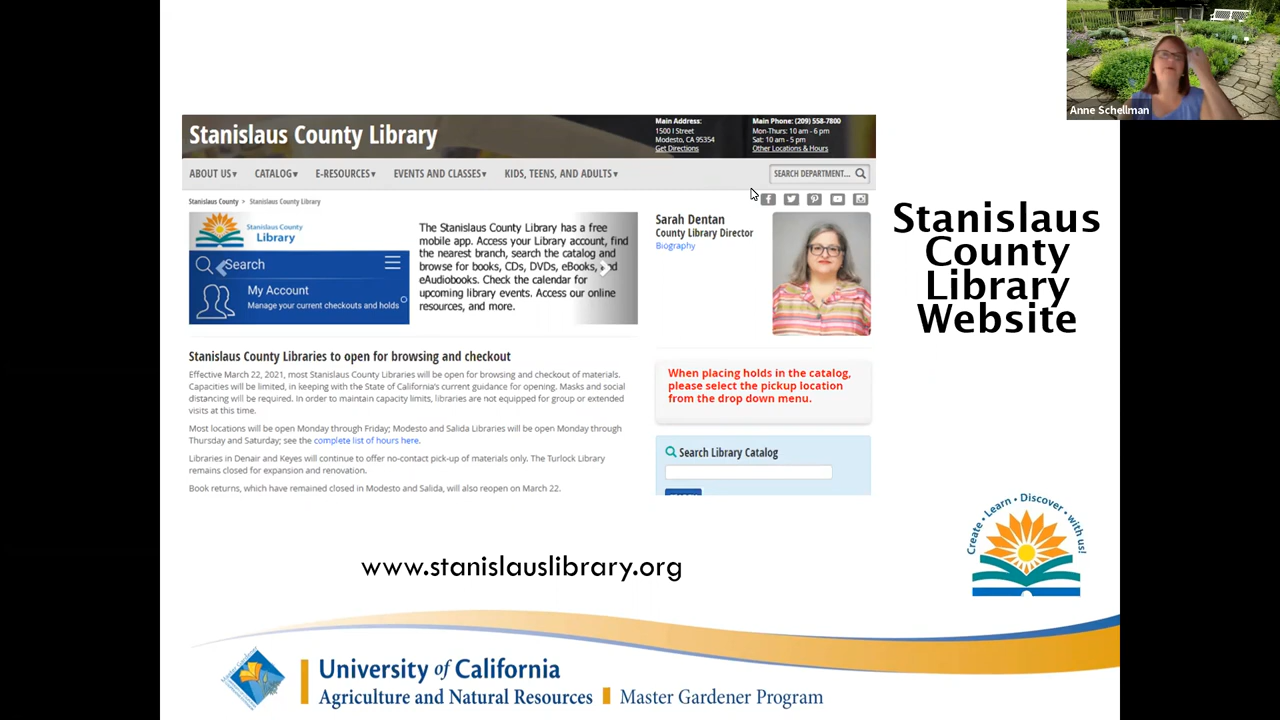 Anne Schellman
Stanislaus County Library
Main Address:
1500 I Street
Modesto, CA 95354
Get Directions
Main Phone: (209) 558-7800
Mon-Thurs: 10 am - 6 pm
Sat: 10 am - 5 pm
Other Locations & Hours
ABOUT US▾ CATALOG▾ E-RESOURCES▾ EVENTS AND CLASSES▾ KIDS, TEENS, AND ADULTS▾
SEARCH DEPARTMENT...
Stanislaus County > Stanislaus County Library
Stanislaus County
Library
Search
My Account
Manage your current checkouts and holds
The Stanislaus County Library has a free
mobile app. Access your Library account, find
the nearest branch, search the catalog and
browse for books, CDs, DVDs, eBooks, and
eAudiobooks. Check the calendar for
upcoming library events. Access our online
resources, and more.
Sarah Dentan
County Library Director
Biography
Stanislaus
County
Library
Website
Stanislaus County Libraries to open for browsing and checkout
Effective March 22, 2021, most Stanislaus County Libraries will be open for browsing and checkout of materials.
Capacities will be limited, in keeping with the State of California's current guidance for opening. Masks and social
distancing will be required. In order to maintain capacity limits, libraries are not equipped for group or extended
visits at this time.
Most locations will be open Monday through Friday; Modesto and Salida Libraries will be open Monday through
Thursday and Saturday; see the complete list of hours here.
Libraries in Denair and Keyes will continue to offer no-contact pick-up of materials only. The Turlock Library
remains closed for expansion and renovation.
Book returns, which have remained closed in Modesto and Salida, will also reopen on March 22.
When placing holds in the catalog,
please select the pickup location
from the drop down menu.
Search Library Catalog
Create • Learn • Discover • with us!
www.stanislauslibrary.org
University of California
Agriculture and Natural Resources Master Gardener Program